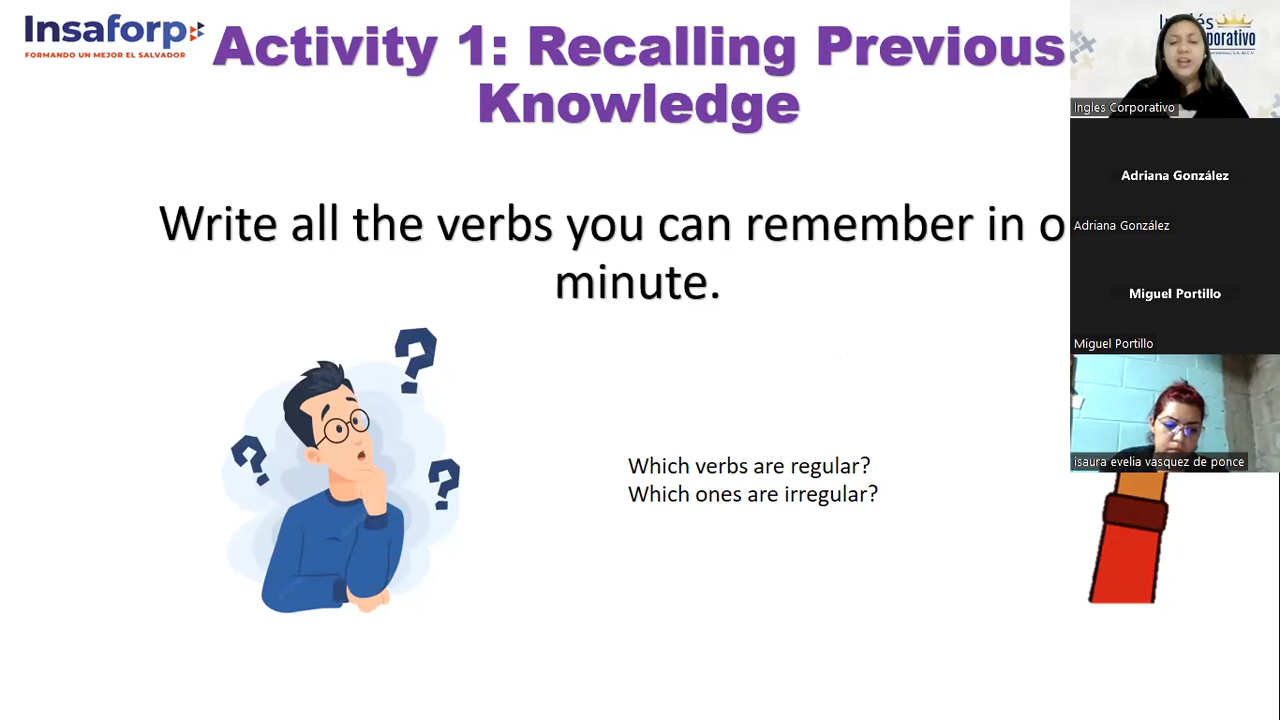 Insaforp
FORMANDO UN MEJOR EL SALVADOR
Activity 1: Recalling Previous
Knowledge
Write all the verbs you can remember in o
minute.
Which verbs are regular?
Which ones are irregular?
Ingles Corporativo
Adriana González
Adriana González
Miguel Portillo
Miguel Portillo
isaura evelia vasquez de ponce